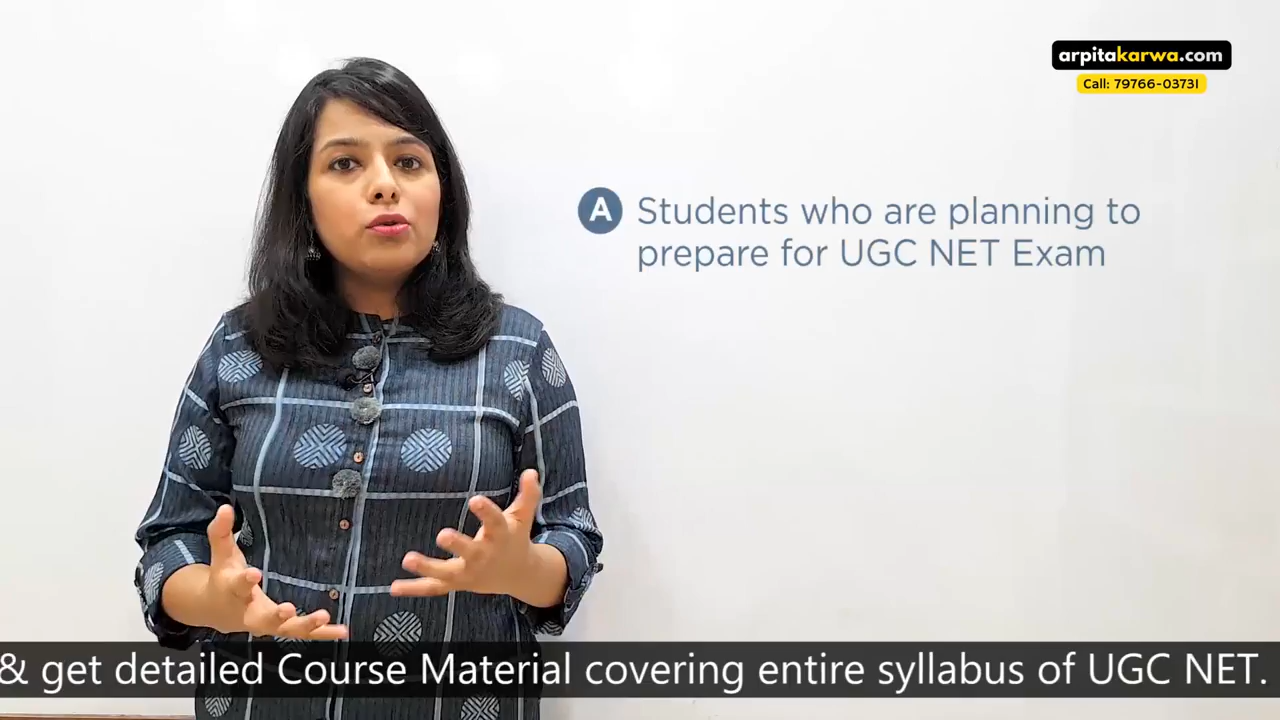 arpitakarwa.com
Call: 79766-03731
A Students who are planning to
prepare for UGC NET Exam
& get detailed Course Material covering entire syllabus of UGC NET.